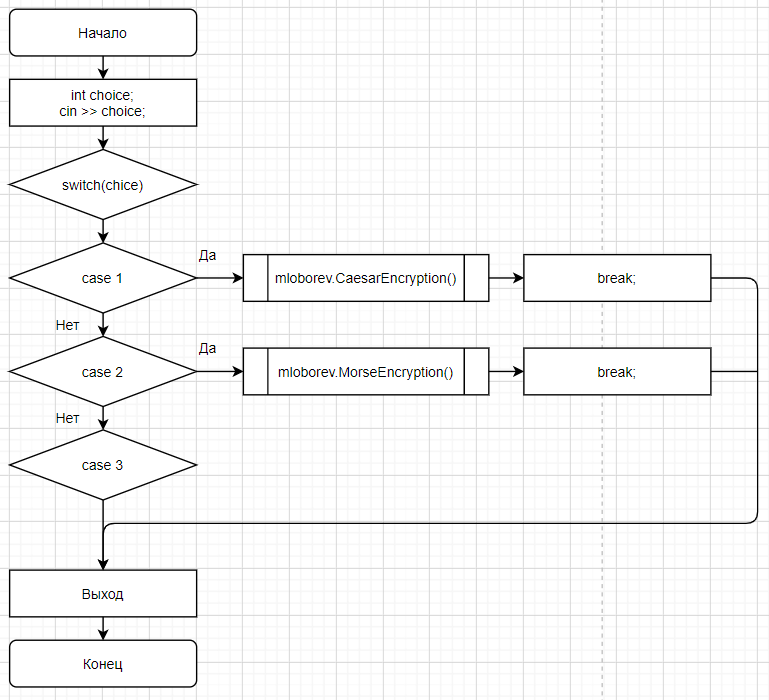 Начало
int choice;
cin >> choice;
switch(chice)
case 1
Да
mloborev.CaesarEncryption()
break;
Нет
case 2
Да
mloborev.MorseEncryption()
break;
Нет
case 3
Выход
Конец